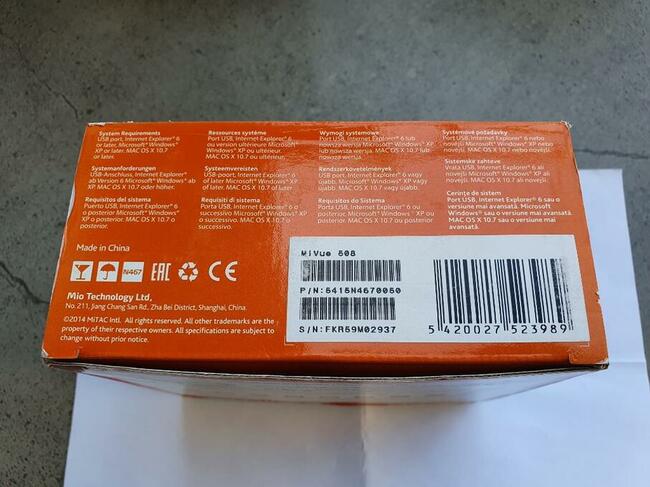 System Requirements
USB port, Internet Explorer® 6
or later, Microsoft® Windows®
XP or later. MAC OS X 10.7
or later.
Ressources système
Port USB, Internet Explorer® 6
ou version ultérieure Microsoft®
Windows® XP ou ultérieur.
MAC OS X 10.7 ou ultérieur.
Wymogi systemowe
Port USB, Internet Explorer® 6 lub
nowsza wersja Microsoft® Windows® XP
lub nowsza wersja. MAC OS X 10.7 lub
nowsza wersja.
Systémové požadavky
Port USB, Internet Explorer® 6 nebo
novější, Microsoft® Windows® XP nebo
novější. MAC OS X 10.7 nebo novější.
Systemanforderungen
USB-Anschluss, Internet Explorer®
ab Version 6 Microsoft® Windows® ab
XP. MAC OS X 10.7 oder höher.
Systeemvereisten
USB-poort, Internet Explorer® 6
of later Microsoft® Windows® XP
of later. MAC OS X 10.7 of later
Rendszerkövetelmények
USB port, Internet Explorer® 6 vagy
újabb, Microsoft® Windows® XP vagy
újabb. MAC OS X 10.7 vagy újabb.
Sistemske zahteve
Vrata USB, Internet Explorer® 6 ali
novejši, Microsoft® Windows® XP ali
novejši. MAC OS X 10.7 ali novejši.
Requisitos del sistema
Puerto USB, Internet Explorer® 6
o posterior Microsoft® Windows®
XP o posterior. MAC OS X 10.7 o
posterior.
Requisiti di sistema
Porta USB, Internet Explorer® 6 o
successivo Microsoft® Windows® XP
o successivo. MAC OS X 10.7 o
successivo.
Requisitos do Sistema
Porta USB, Internet Explorer® 6 ou
posterior, Microsoft® Windows® XP ou
posterior. MAC OS X 10.7 ou posterior
Cerinţe de sistem
Port USB, Internet Explorer® 6 sau o
versiune mai avansată. Microsoft
Windows® sau o versiune mai avansată.
MAC OS X 10.7 sau o versiune mai
avansată.
Made in China
N467
EAC
CE
Mio Technology Ltd,
No. 211, Jiang Chang San Rd., Zha Bei District, Shanghai, China.
©2014 MiTAC Intl. All rights reserved. All other trademarks are the
property of their respective owners. All specifications are subject to
change without prior notice.
MiVue 508
P/N:5415N4670050
S/N:FKR59M02937
5 420027 523989